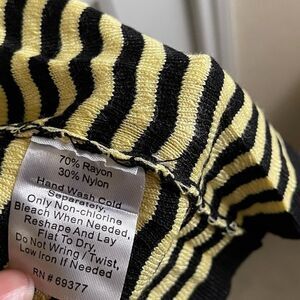 70% Rayon
30% Nylon
Hand Wash Cold
Separately,
Only Non-chlorine
Bleach When Needed,
Reshape And Lay
Flat To Dry.
Do Not Wring / Twist,
Low Iron If Needed
RN # 69377